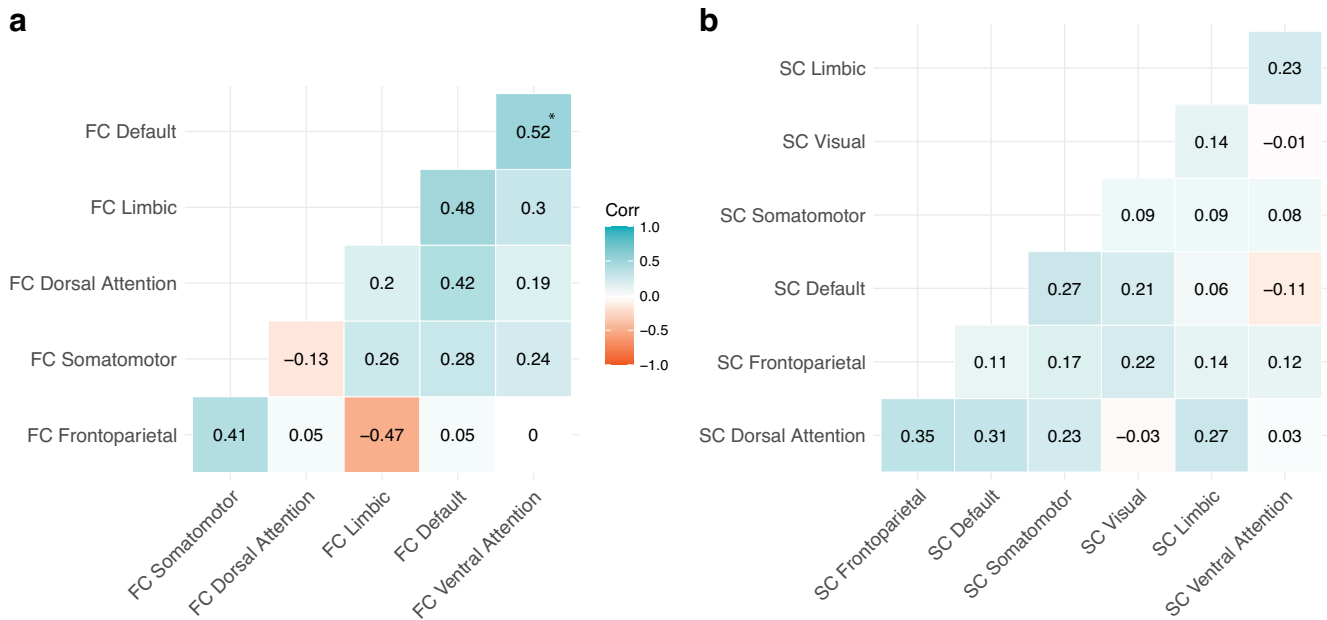 a
FC Default
0.52*
FC Limbic
0.48 0.3
FC Dorsal Attention
0.2 0.42 0.19
FC Somatomotor
−0.13 0.26 0.28 0.24
FC Frontoparietal
0.41 0.05 −0.47 0.05 0
FC Somatomotor
FC Dorsal Attention
FC Limbic
FC Default
FC Ventral Attention
Corr
1.0
0.5
0.0
−0.5
−1.0
b
SC Limbic
0.23
SC Visual
0.14 −0.01
SC Somatomotor
0.09 0.09 0.08
SC Default
0.27 0.21 0.06 −0.11
SC Frontoparietal
0.11 0.17 0.22 0.14 0.12
SC Dorsal Attention
0.35 0.31 0.23 −0.03 0.27 0.03
SC Frontoparietal
SC Default
SC Somatomotor
SC Visual
SC Limbic
SC Ventral Attention